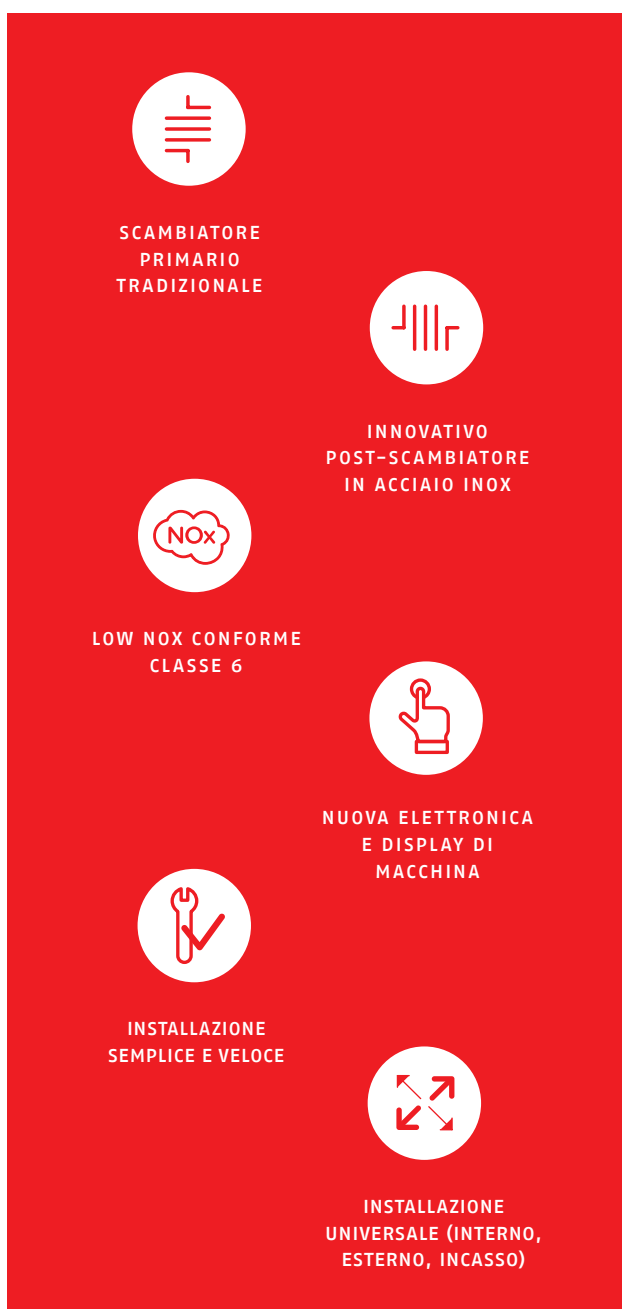 SCAMBIATORE
PRIMARIO
TRADIZIONALE
INNOVATIVO
POST-SCAMBIATORE
IN ACCIAIO INOX
NOx
LOW NOX CONFORME
CLASSE 6
NUOVA ELETTRONICA
E DISPLAY DI
MACCHINA
INSTALLAZIONE
SEMPLICE E VELOCE
INSTALLAZIONE
UNIVERSALE (INTERNO,
ESTERNO, INCASSO)